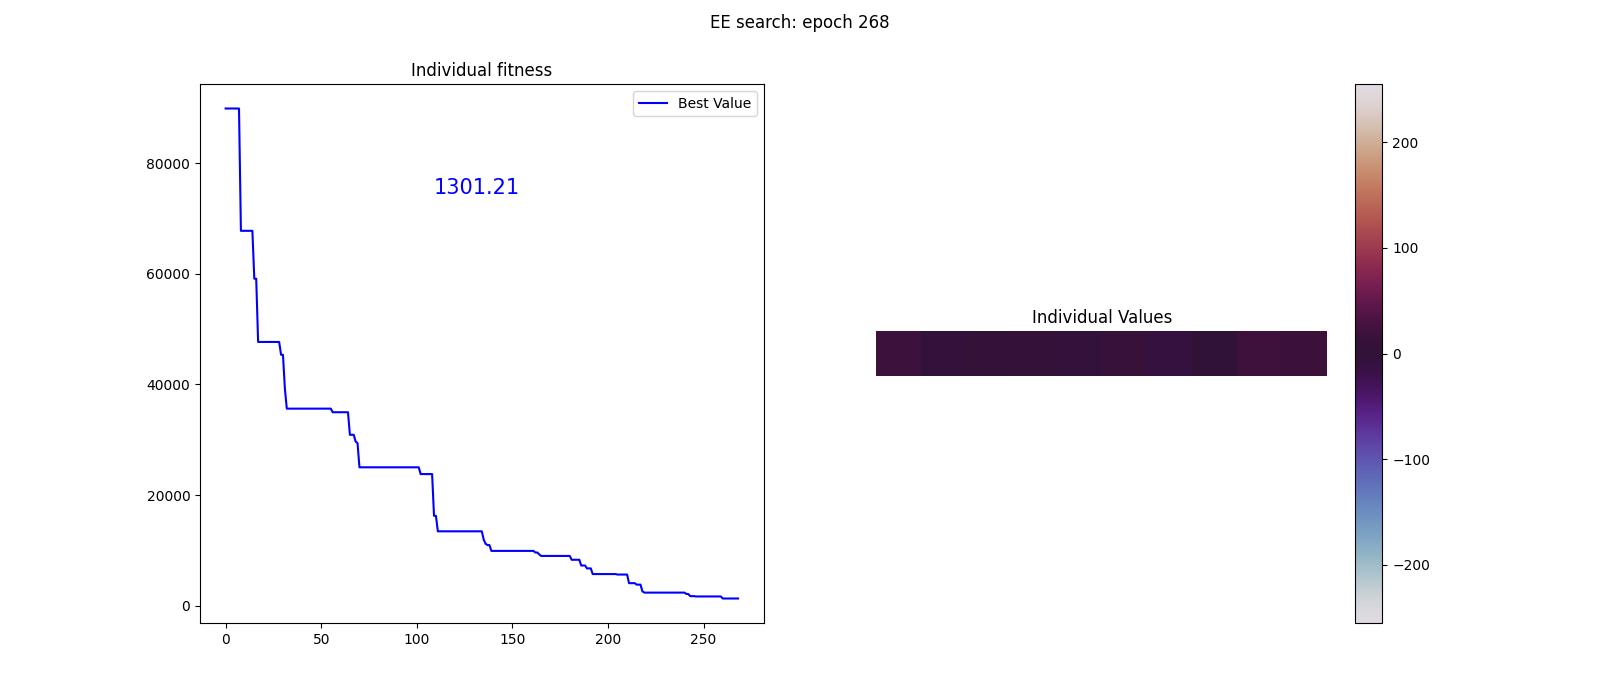 EE search: epoch 268
Individual fitness
Best Value
1301.21
80000
60000
40000
20000
0
0 50 100 150 200 250
Individual Values
200
100
0
−100
−200